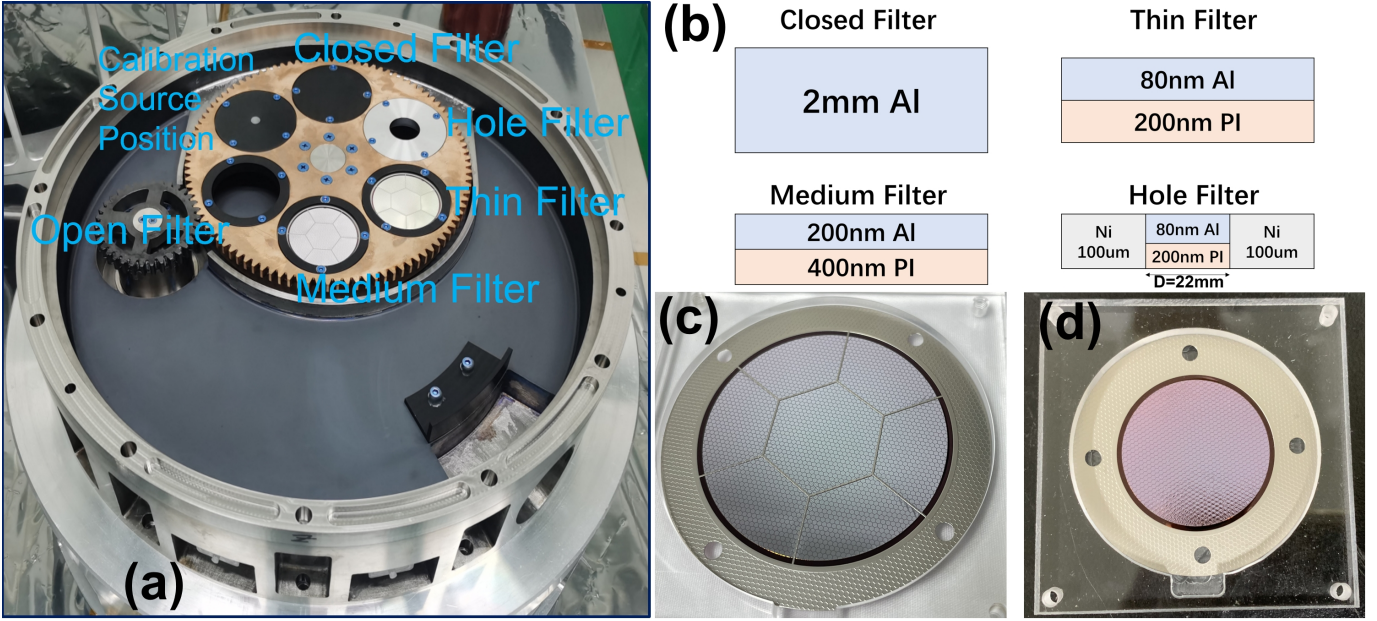 Closed Filter
Calibration
Source
Position
Hole Filter
Thin Filter
Open Filter
Medium Filter
(a)
(b)
Closed Filter
2mm Al
Thin Filter
80nm Al
200nm PI
Medium Filter
200nm Al
400nm PI
Hole Filter
Ni
100um
80nm Al
200nm PI
Ni
100um
D=22mm
(c)
(d)